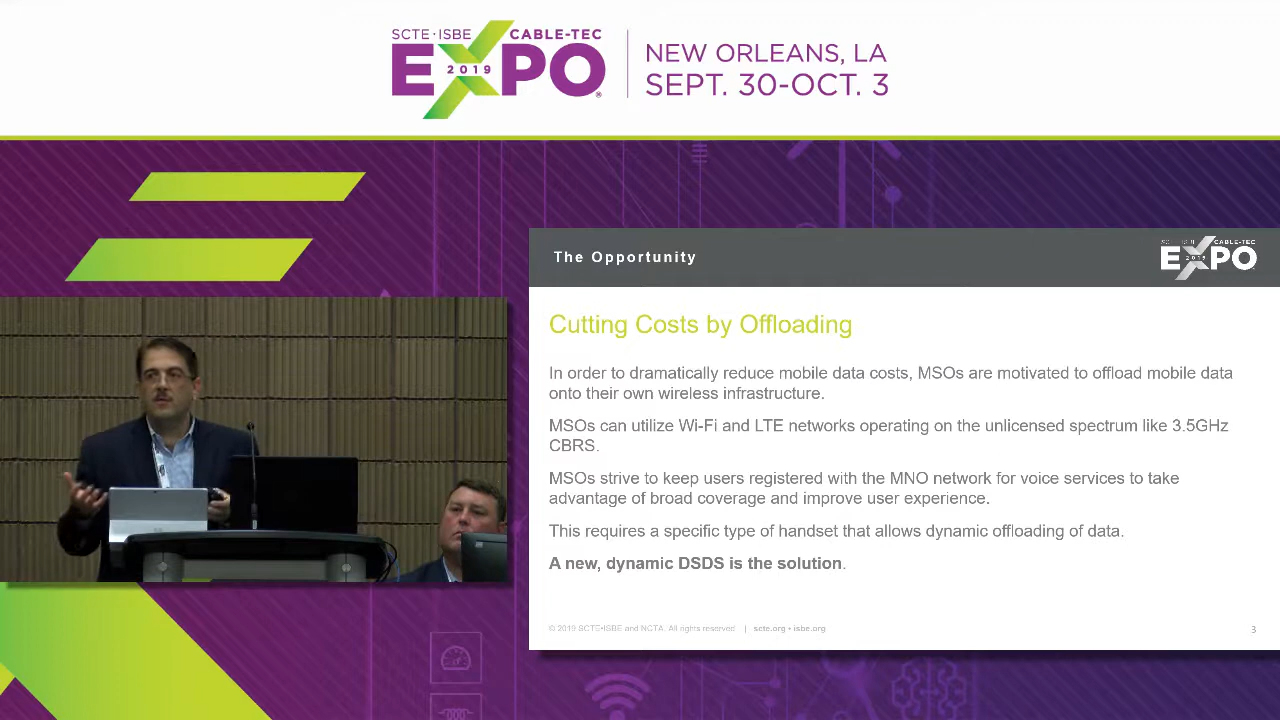 SCTE•ISBE CABLE-TEC
EXPO
2019
NEW ORLEANS, LA
SEPT. 30-OCT. 3
The Opportunity
SCTE•ISBE CABLE-TEC
EXPO
2019
Cutting Costs by Offloading
In order to dramatically reduce mobile data costs, MSOs are motivated to offload mobile data
onto their own wireless infrastructure.
MSOs can utilize Wi-Fi and LTE networks operating on the unlicensed spectrum like 3.5GHz
CBRS.
MSOs strive to keep users registered with the MNO network for voice services to take
advantage of broad coverage and improve user experience.
This requires a specific type of handset that allows dynamic offloading of data.
A new, dynamic DSDS is the solution.
© 2019 SCTE•ISBE and NCTA. All rights reserved. | scte.org • isbe.org
3